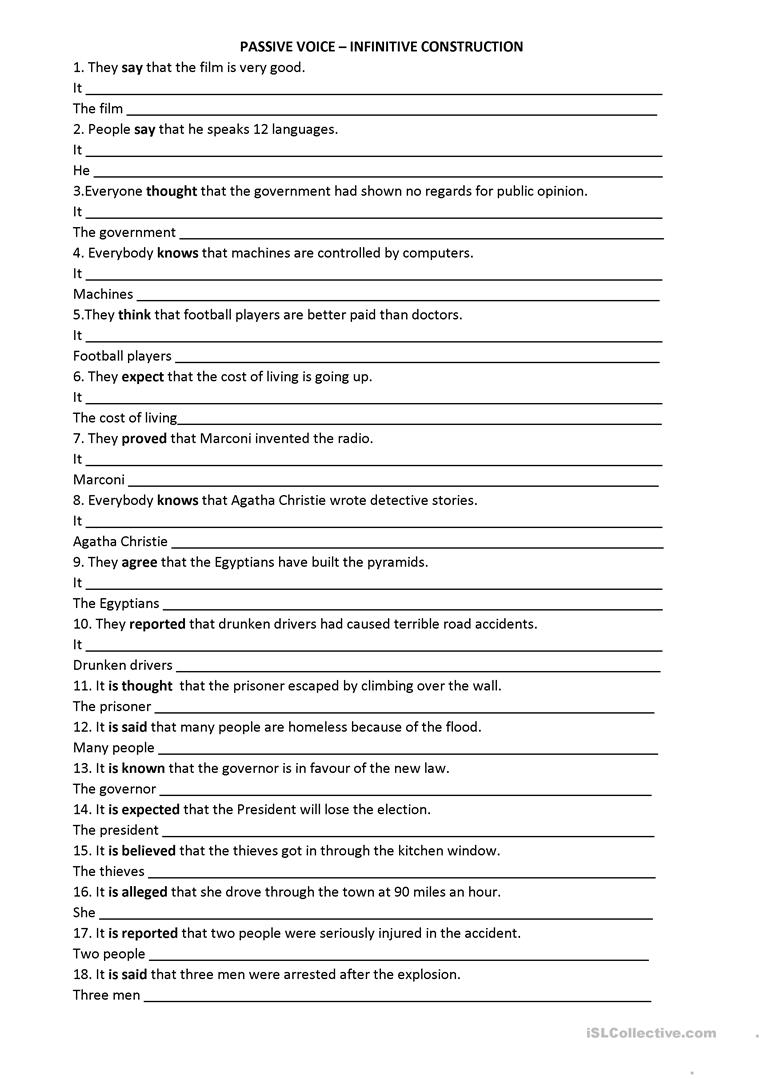 PASSIVE VOICE – INFINITIVE CONSTRUCTION
1. They say that the film is very good.
It
The film
2. People say that he speaks 12 languages.
It
He
3.Everyone thought that the government had shown no regards for public opinion.
It
The government
4. Everybody knows that machines are controlled by computers.
It
Machines
5.They think that football players are better paid than doctors.
It
Football players
6. They expect that the cost of living is going up.
It
The cost of living
7. They proved that Marconi invented the radio.
It
Marconi
8. Everybody knows that Agatha Christie wrote detective stories.
It
Agatha Christie
9. They agree that the Egyptians have built the pyramids.
It
The Egyptians
10. They reported that drunken drivers had caused terrible road accidents.
It
Drunken drivers
11. It is thought that the prisoner escaped by climbing over the wall.
The prisoner
12. It is said that many people are homeless because of the flood.
Many people
13. It is known that the governor is in favour of the new law.
The governor
14. It is expected that the President will lose the election.
The president
15. It is believed that the thieves got in through the kitchen window.
The thieves
16. It is alleged that she drove through the town at 90 miles an hour.
She
17. It is reported that two people were seriously injured in the accident.
Two people
18. It is said that three men were arrested after the explosion.
Three men
iSLCollective.com